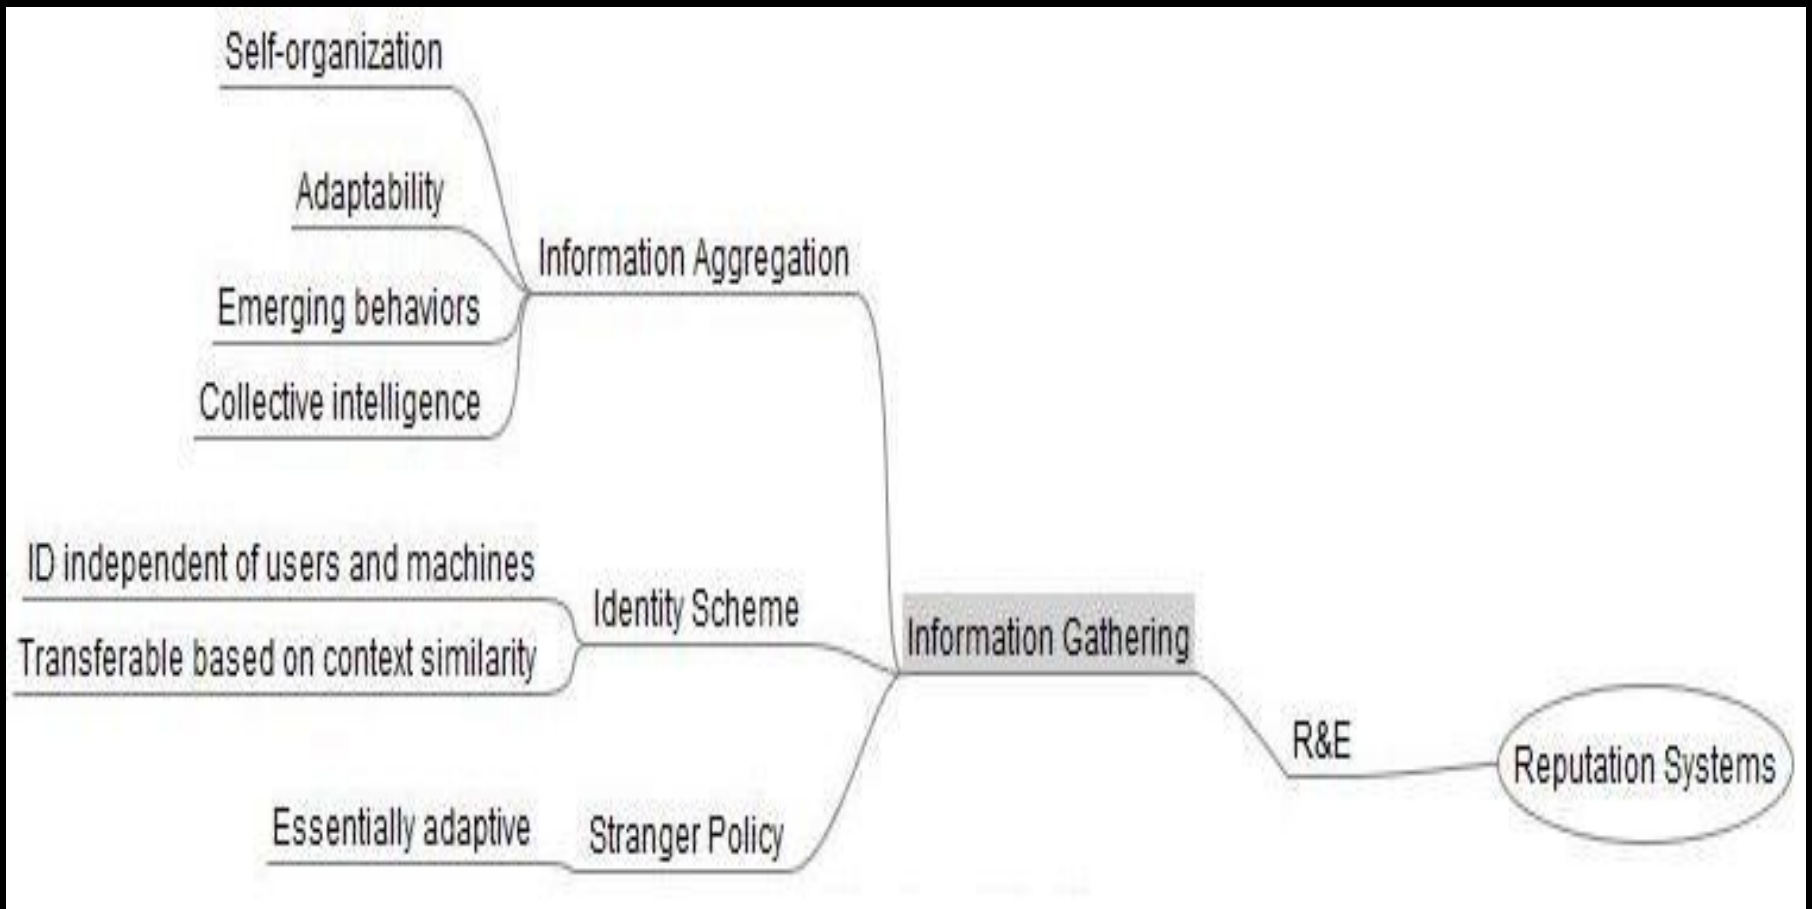 Self-organization
Adaptability
Information Aggregation
Emerging behaviors
Collective intelligence
ID independent of users and machines
Identity Scheme
Information Gathering
Transferable based on context similarity
R&E
Reputation Systems
Essentially adaptive
Stranger Policy